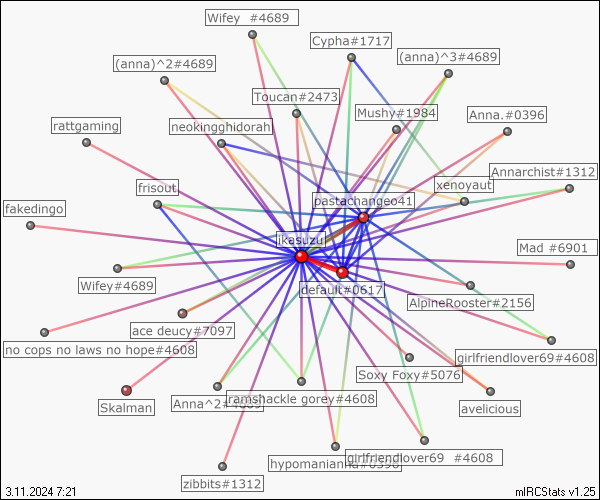 Wifey #4689
Cypha#1717
(anna)^2#4689
(anna)^3#4689
Toucan#2473
Mushy#1984
Anna.#0396
rattgaming
neokingghidorah
frisout
xenoyaut
Annarchist#1312
pastachangeo41
fakedingo
ikesuzu
Mad #6901
Wifey#4689
default#0617
AlpineRooster#2156
ace deucy#7097
no cops no laws no hope#4608
girlfriendlover69#4608
Soxy Foxy#5076
Skalman
Anna^2#4689
ramshackle gorey#4608
avelicious
hypomanianna#0396
girlfriendlover69 #4608
zibbits#1312
3.11.2024 7:21
mIRCStats v1.25